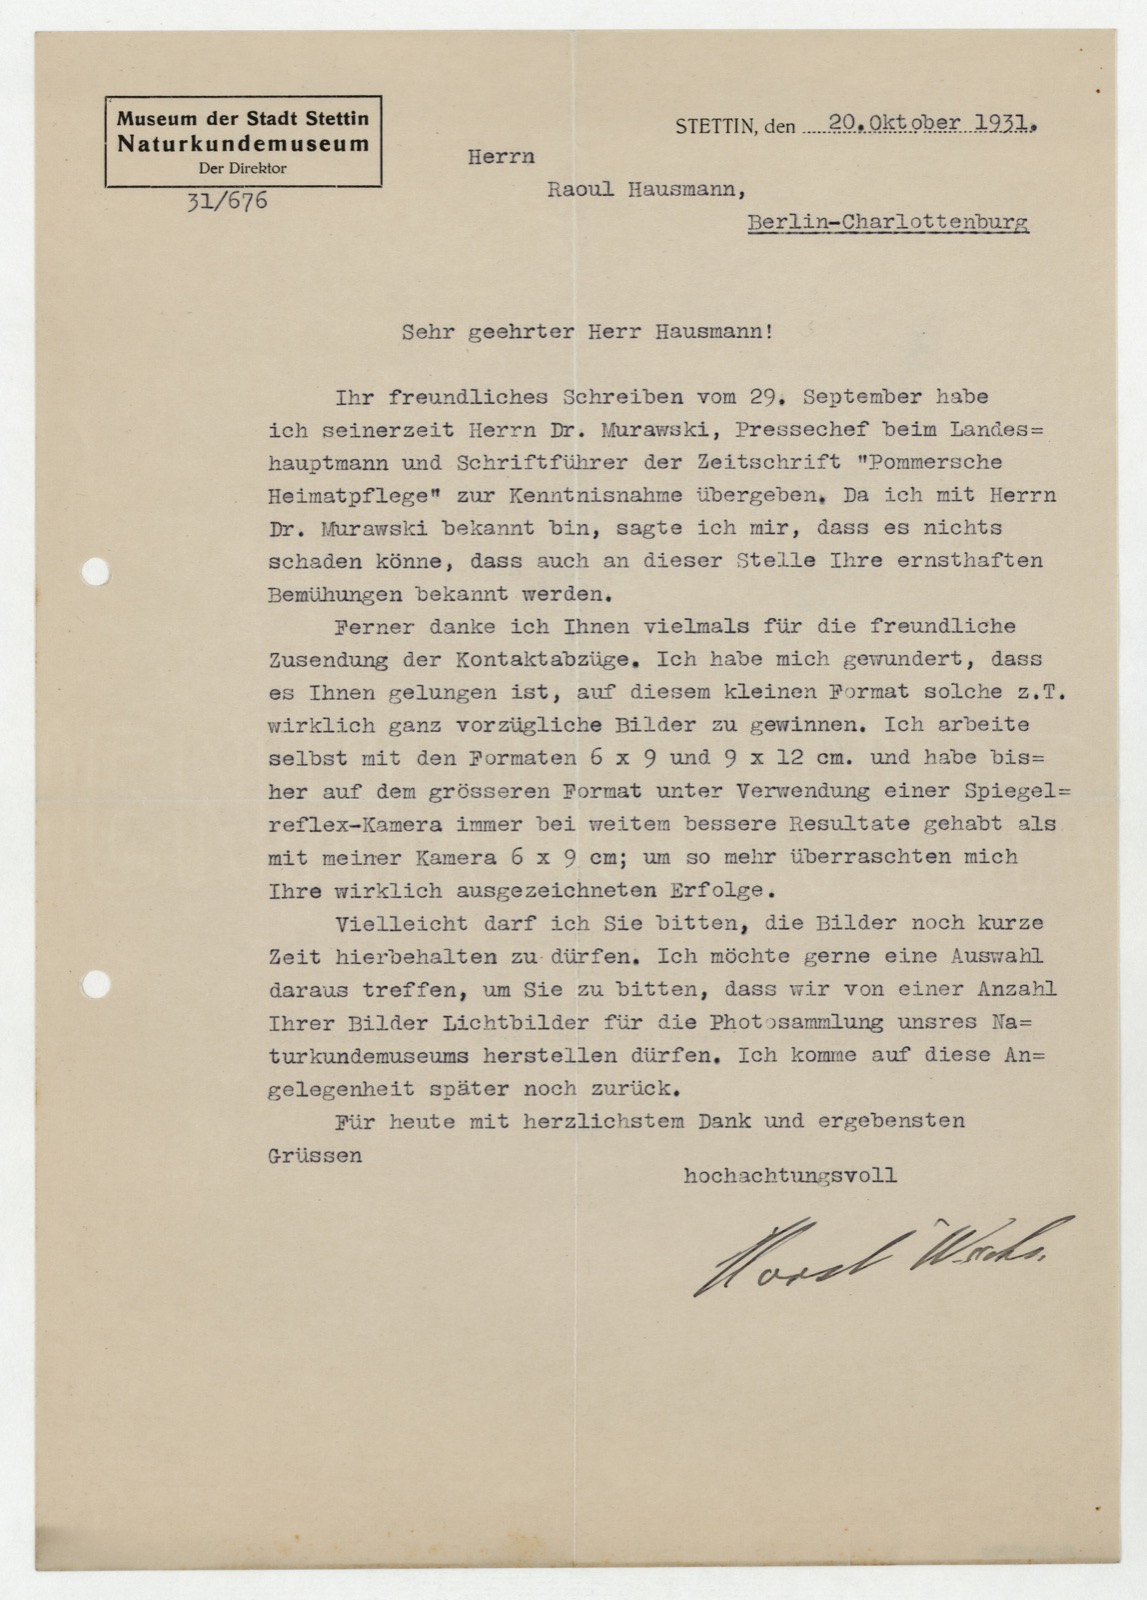 Museum der Stadt Stettin
Naturkundemuseum
Der Direktor
31/676
STETTIN, den 20.Oktober 1931.
Herrn
Raoul Hausmann,
Berlin-Charlottenburg
Sehr geehrter Herr Hausmann!
Ihr freundliches Schreiben vom 29. September habe
ich seinerzeit Herrn Dr. Murawski, Pressechef beim Landes=
hauptmann und Schriftführer der Zeitschrift "Pommersche
Heimatpflege" zur Kenntnisnahme übergeben. Da ich mit Herrn
Dr. Murawski bekannt bin, sagte ich mir, dass es nichts
schaden könne, dass auch an dieser Stelle Ihre ernsthaften
Bemühungen bekannt werden.
Ferner danke ich Ihnen vielmals für die freundliche
Zusendung der Kontaktabzüge. Ich habe mich gewundert, dass
es Ihnen gelungen ist, auf diesem kleinen Format solche z.T.
wirklich ganz vorzügliche Bilder zu gewinnen. Ich arbeite
selbst mit den Formaten 6 x 9 und 9 x 12 cm. und habe bis=
her auf dem grösseren Format unter Verwendung einer Spiegel=
reflex-Kamera immer bei weitem bessere Resultate gehabt als
mit meiner Kamera 6 x 9 cm; um so mehr überraschten mich
Ihre wirklich ausgezeichneten Erfolge.
Vielleicht darf ich Sie bitten, die Bilder noch kurze
Zeit hierbehalten zu dürfen. Ich möchte gerne eine Auswahl
daraus treffen, um Sie zu bitten, dass wir von einer Anzahl
Ihrer Bilder Lichtbilder für die Photosammlung unsres Na=
turkundemuseums herstellen dürfen. Ich komme auf diese An=
gelegenheit später noch zurück.
Für heute mit herzlichstem Dank und ergebensten
Grüssen
hochachtungsvoll
Horst